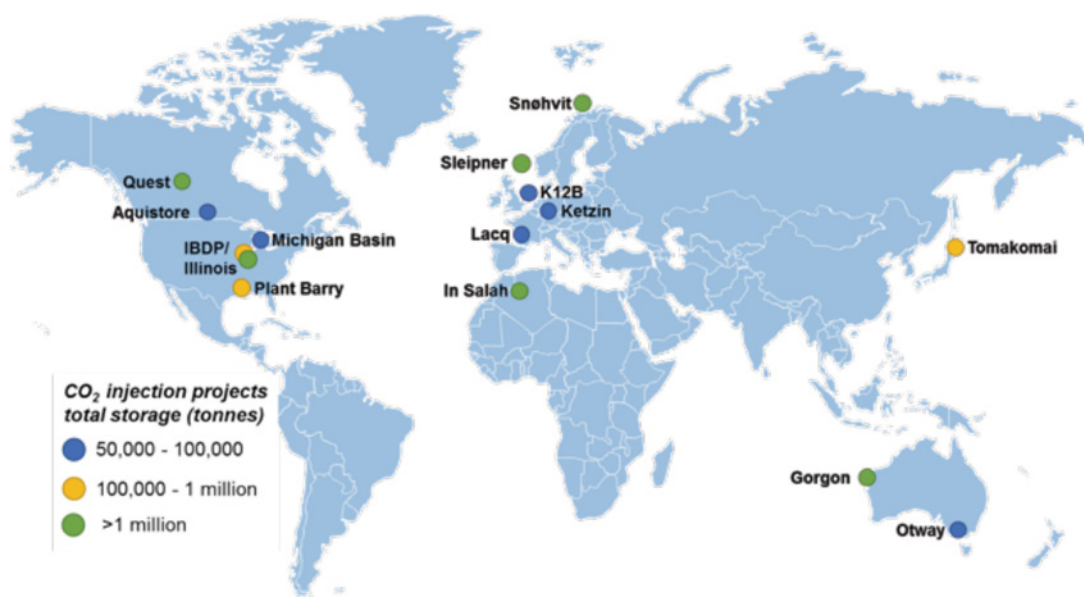 Snøhvit
Sleipner
Quest
K12B
Aquistore
Ketzin
Lacq
Michigan Basin
IBDP/
Illinois
Tomakomai
Plant Barry
In Salah
CO₂ injection projects
total storage (tonnes)
50,000 - 100,000
100,000 - 1 million
>1 million
Gorgon
Otway